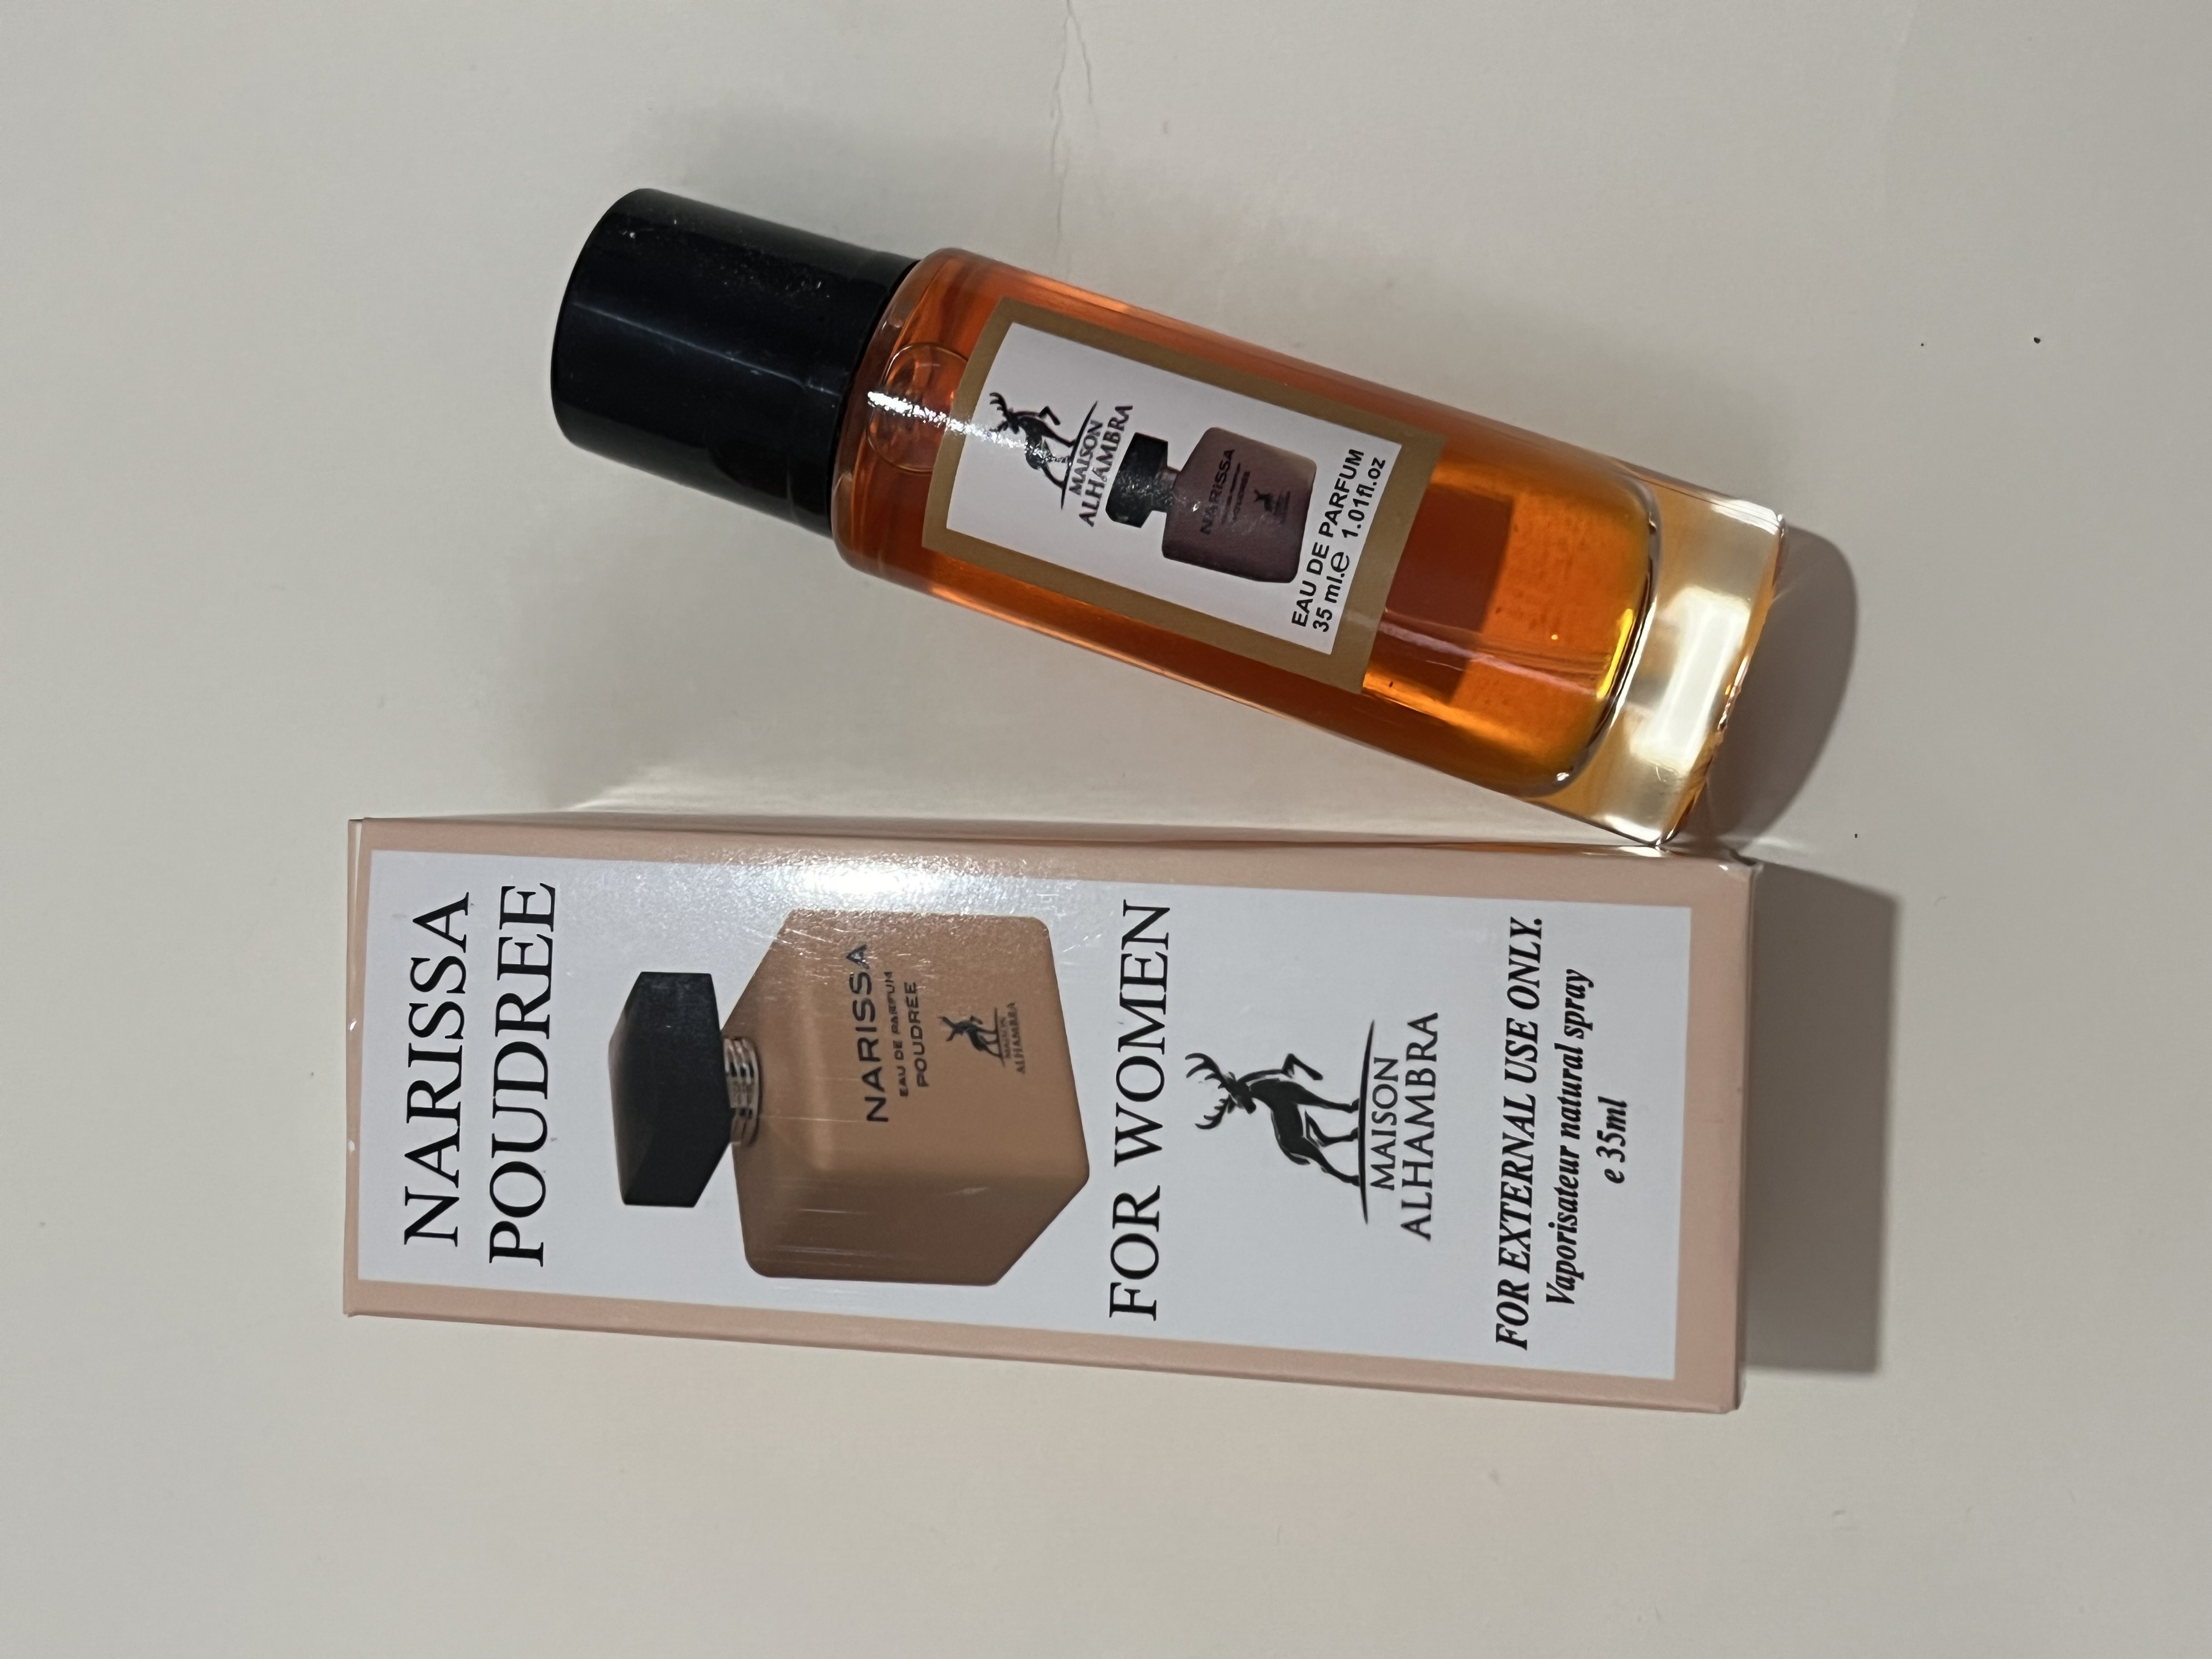 MAISON
ALHAMBRA
NARISSA
POUDREE
EAU DE PARFUM
35 ml.e 1.01fl.oz
NARISSA
POUDREE
NARISSA
EAU DE PARFUM
POUDRÉE
MAISON
ALHAMBRA
FOR WOMEN
MAISON
ALHAMBRA
FOR EXTERNAL USE ONLY.
Vaporisateur natural spray
e 35ml